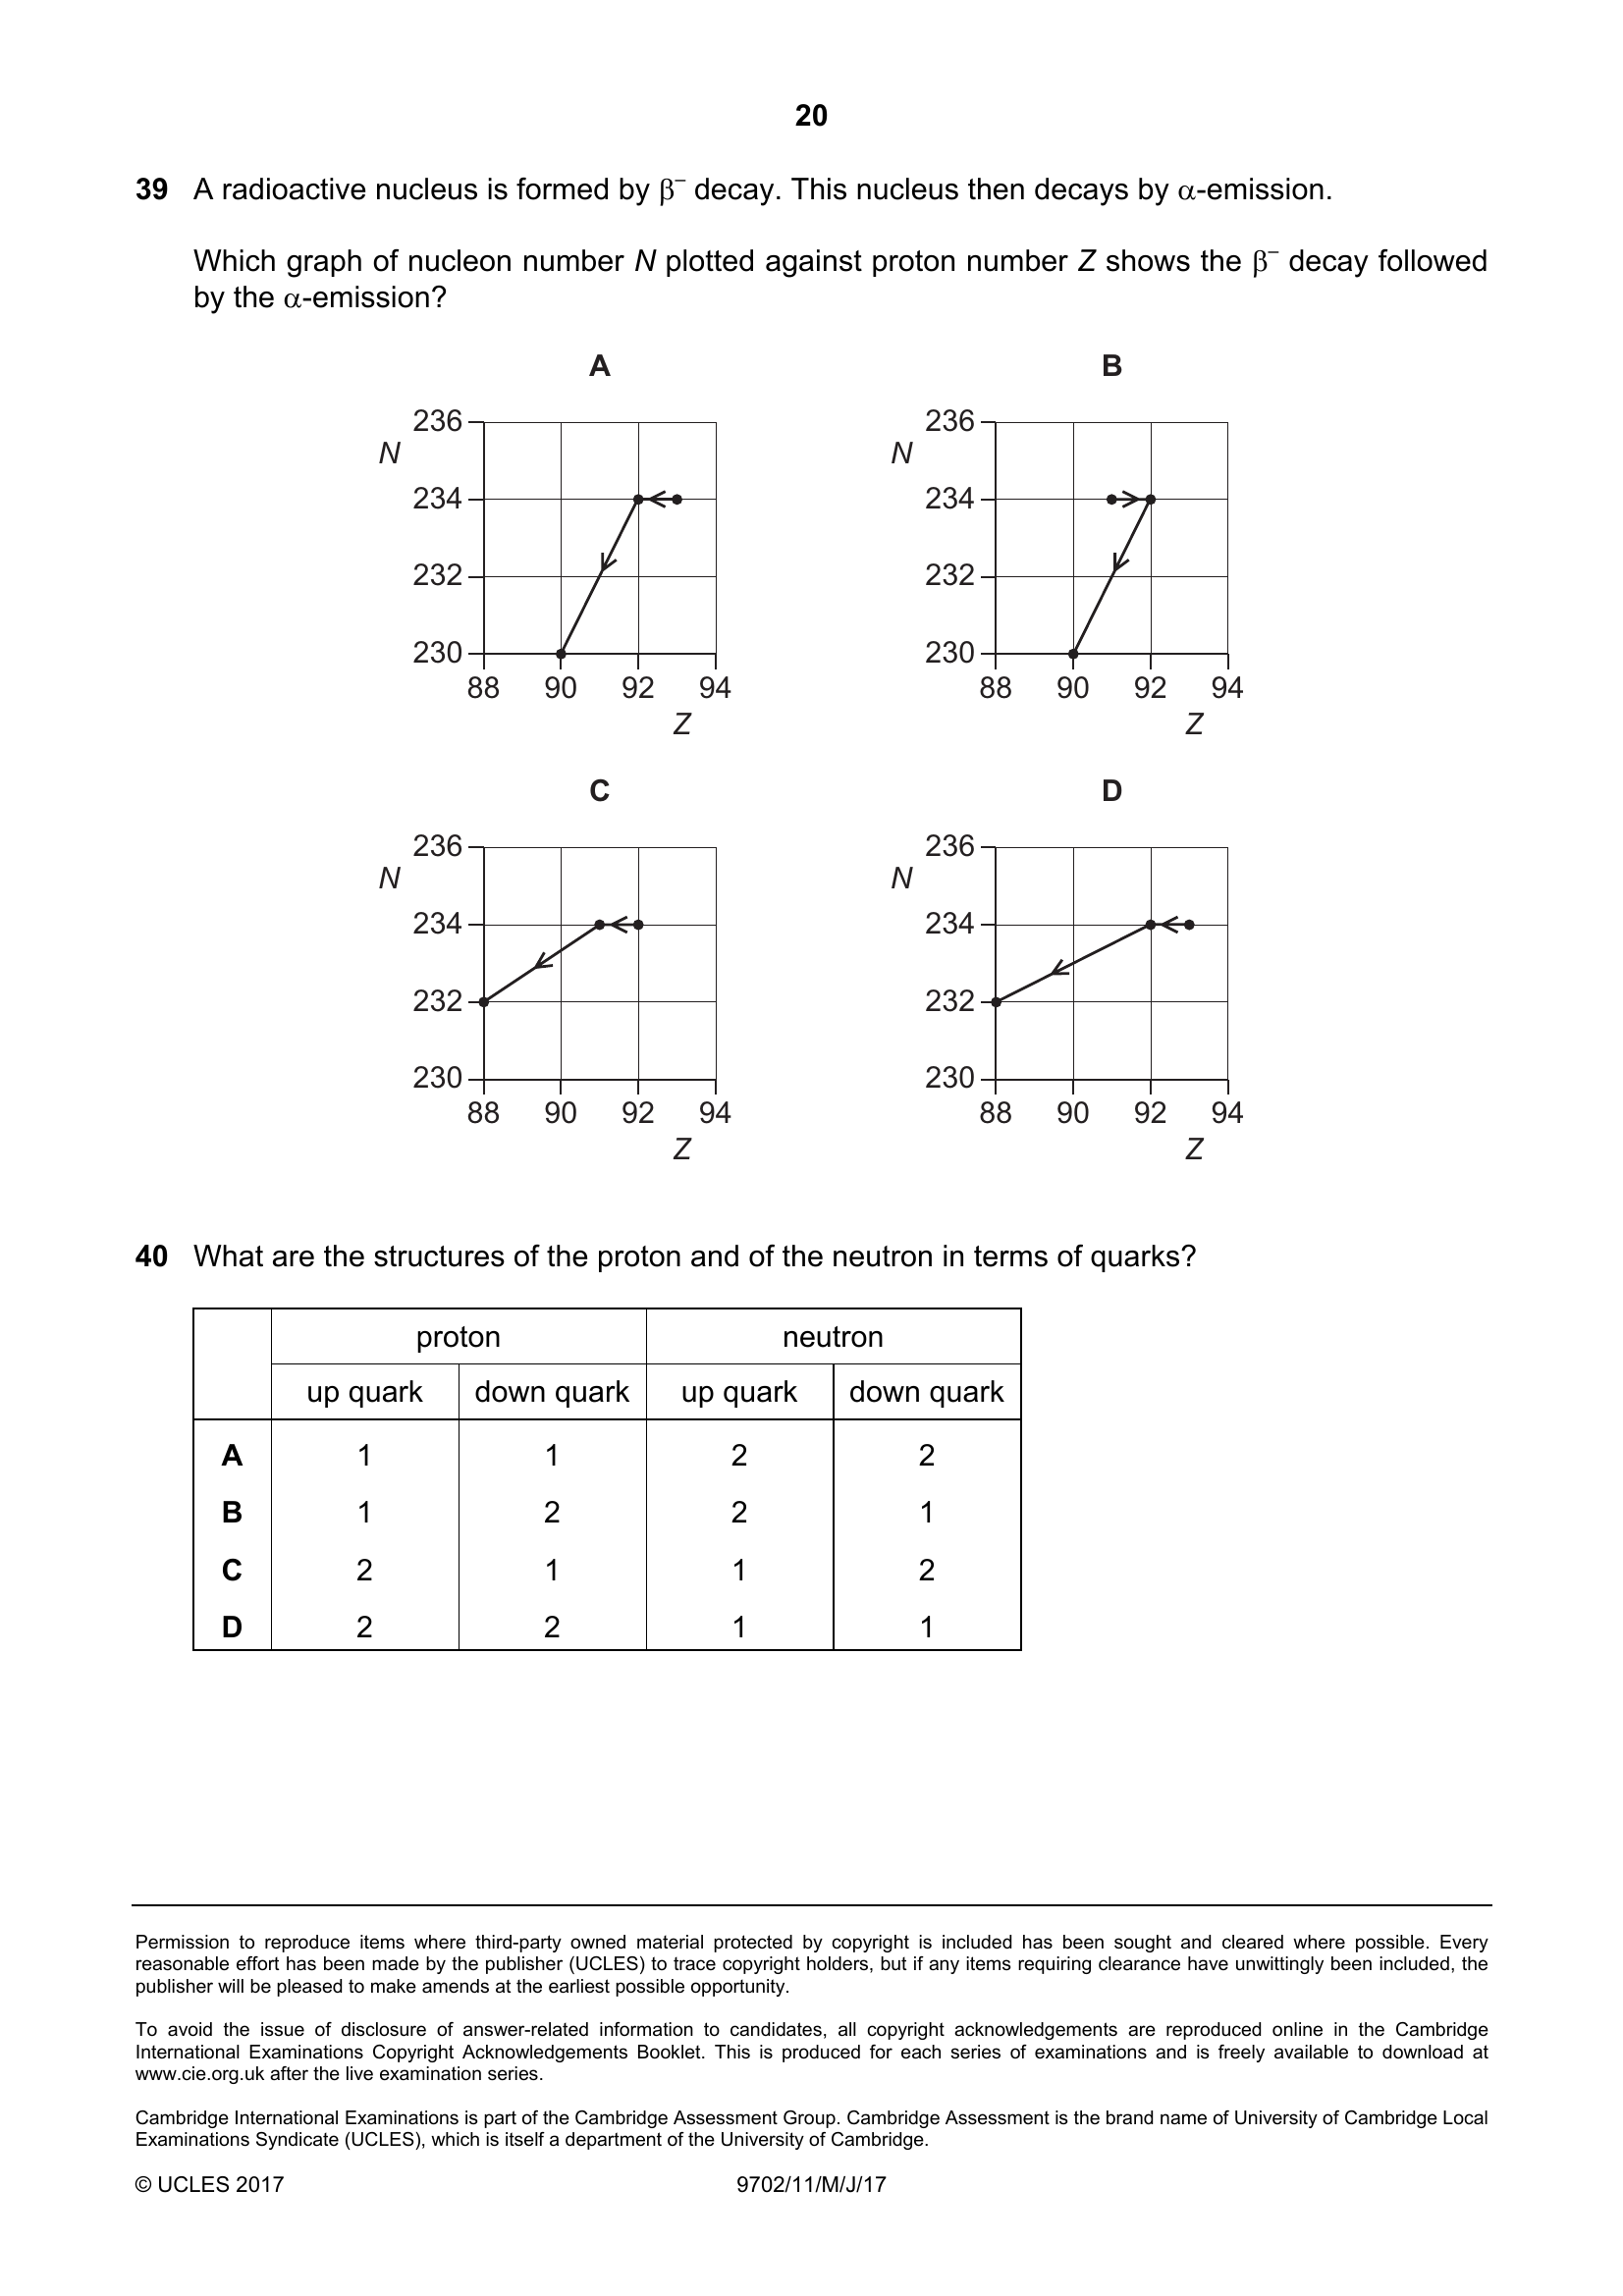 20
39 A radioactive nucleus is formed by β⁻ decay. This nucleus then decays by α-emission.
Which graph of nucleon number N plotted against proton number Z shows the β⁻ decay followed
by the α-emission?
A B
236 236
N N
234 234
232 232
230 230
88 90 92 94 88 90 92 94
Z Z
C D
236 236
N N
234 234
232 232
230 230
88 90 92 94 88 90 92 94
Z Z
40 What are the structures of the proton and of the neutron in terms of quarks?
proton neutron
up quark down quark up quark down quark
A 1 1 2 2
B 1 2 2 1
C 2 1 1 2
D 2 2 1 1
Permission to reproduce items where third-party owned material protected by copyright is included has been sought and cleared where possible. Every
reasonable effort has been made by the publisher (UCLES) to trace copyright holders, but if any items requiring clearance have unwittingly been included, the
publisher will be pleased to make amends at the earliest possible opportunity.
To avoid the issue of disclosure of answer-related information to candidates, all copyright acknowledgements are reproduced online in the Cambridge
International Examinations Copyright Acknowledgements Booklet. This is produced for each series of examinations and is freely available to download at
www.cie.org.uk after the live examination series.
Cambridge International Examinations is part of the Cambridge Assessment Group. Cambridge Assessment is the brand name of University of Cambridge Local
Examinations Syndicate (UCLES), which is itself a department of the University of Cambridge.
© UCLES 2017 9702/11/M/J/17